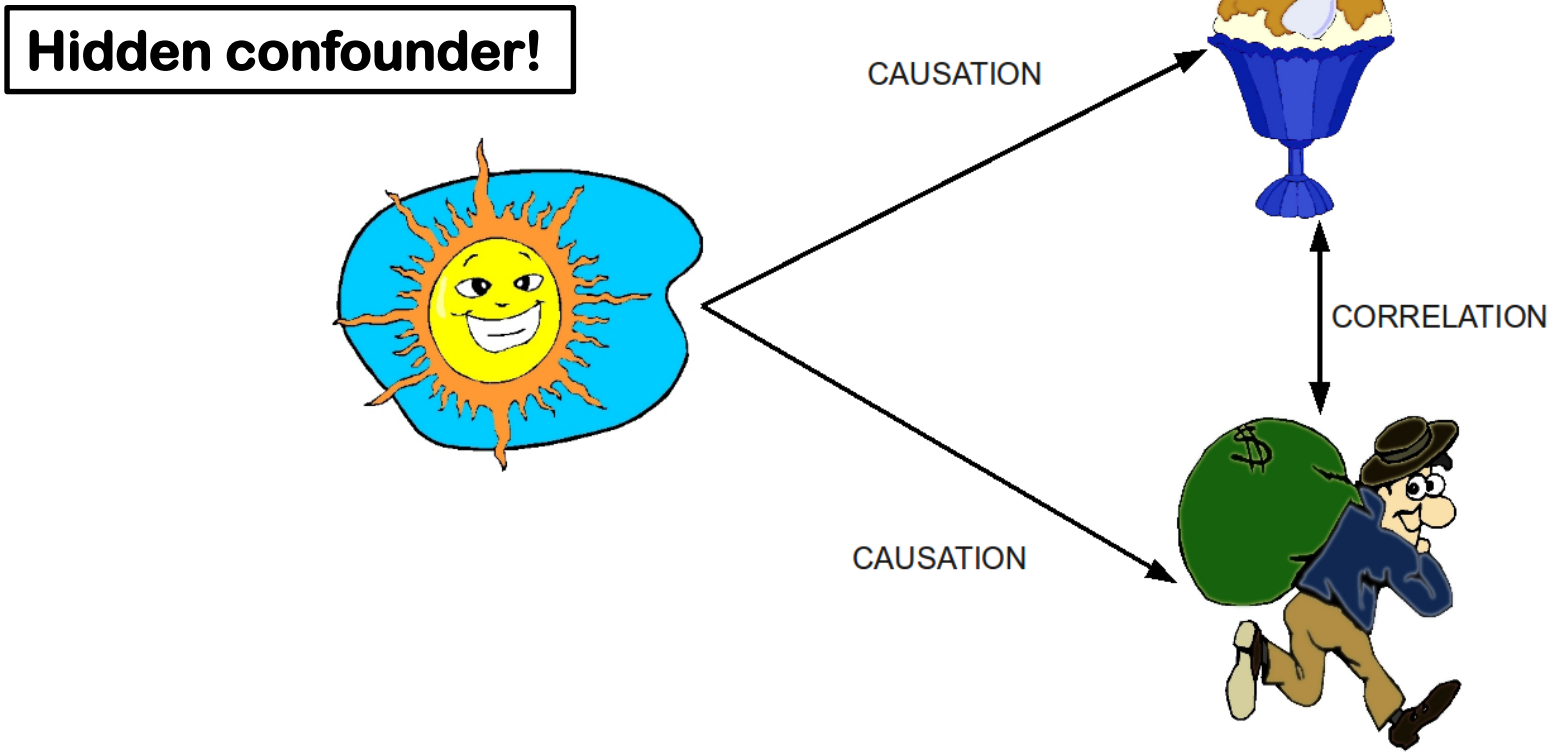 Hidden confounder!
CAUSATION
CORRELATION
$
CAUSATION